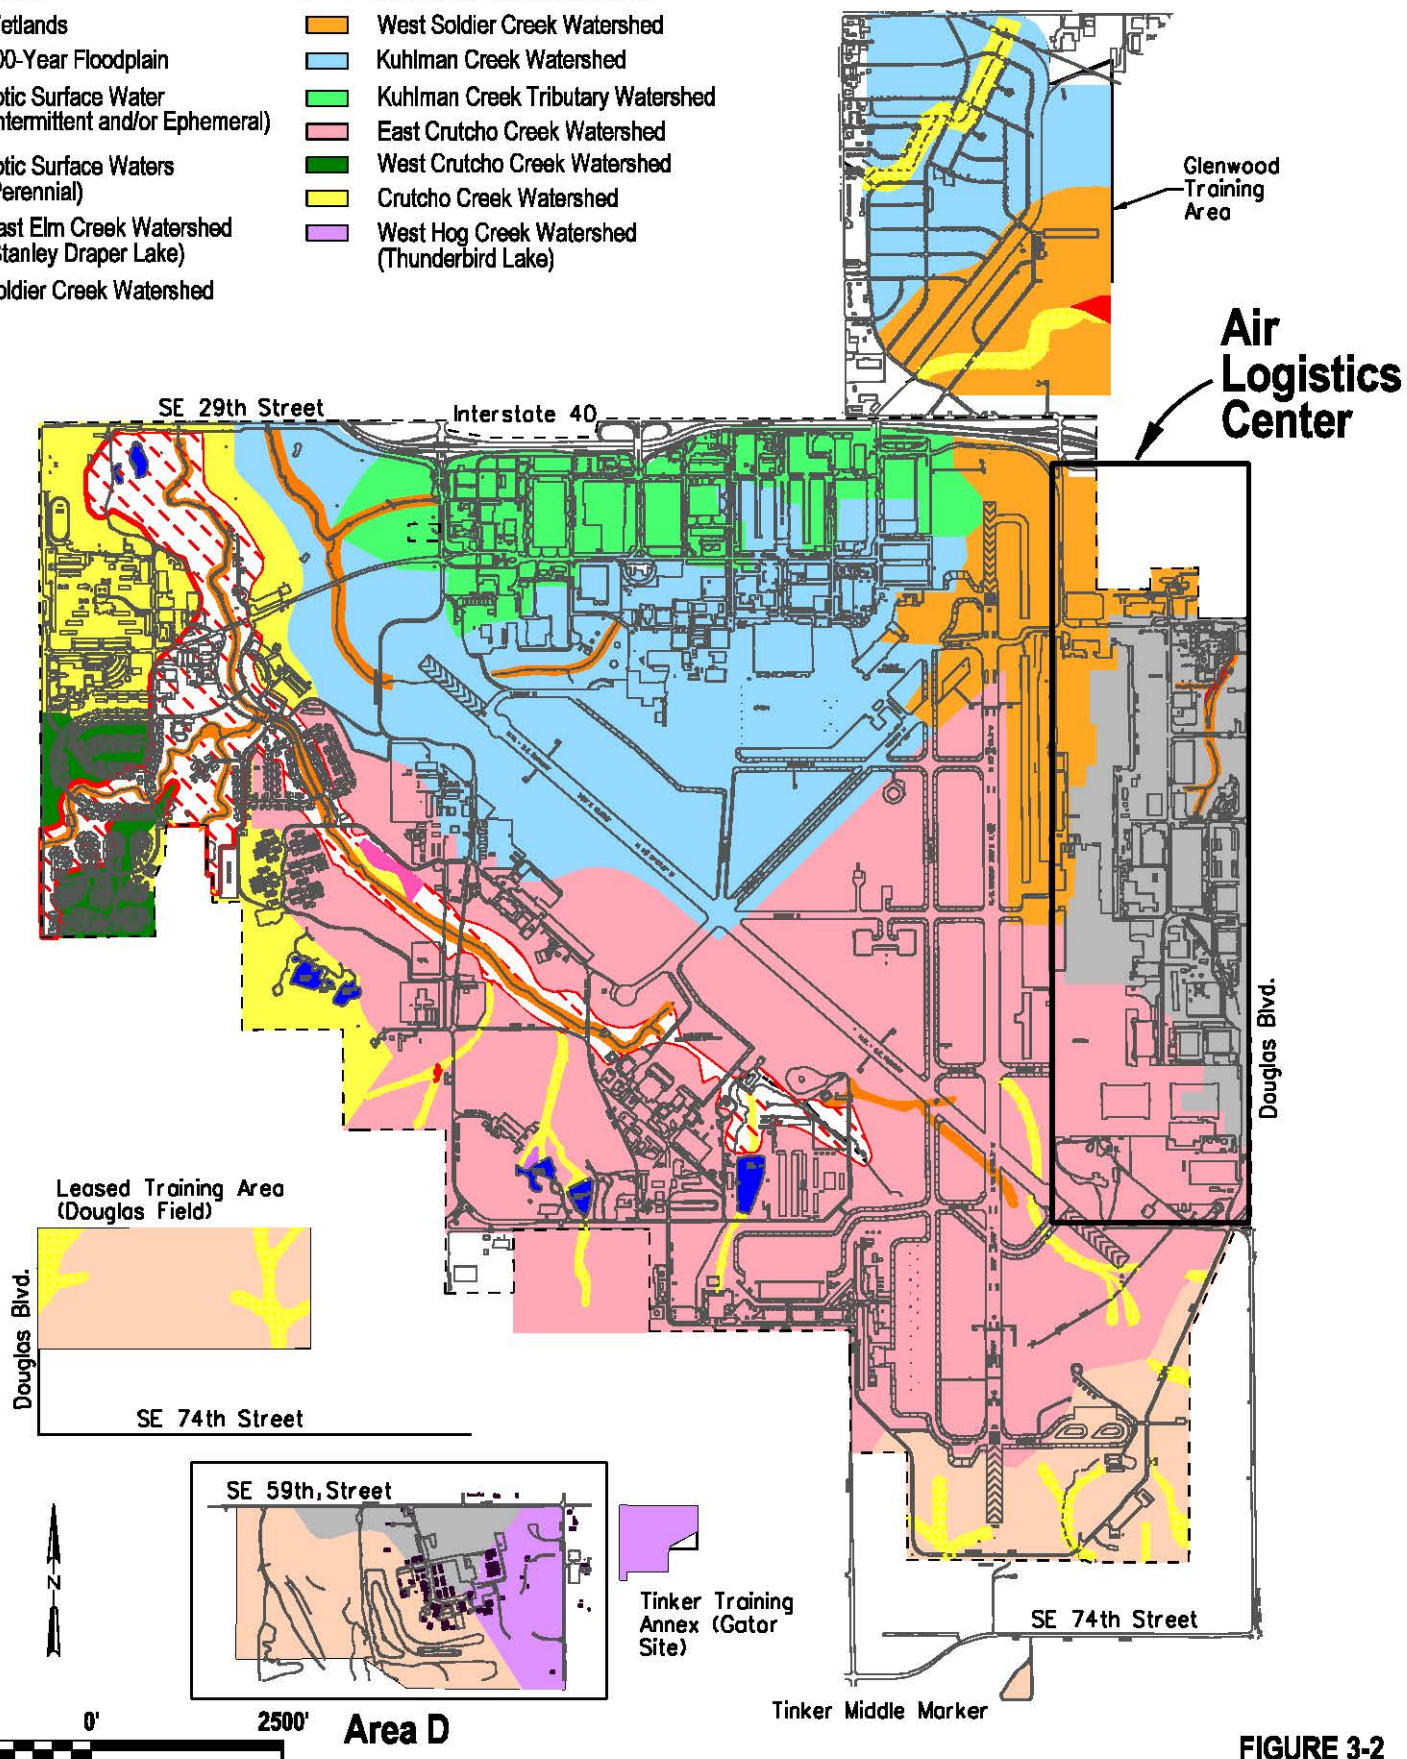 etlands
00-Year Floodplain
otic Surface Water
ntermittent and/or Ephemeral)
otic Surface Waters
Perennial)
ast Elm Creek Watershed
Stanley Draper Lake)
oldier Creek Watershed
West Soldier Creek Watershed
Kuhlman Creek Watershed
Kuhlman Creek Tributary Watershed
East Crutcho Creek Watershed
West Crutcho Creek Watershed
Crutcho Creek Watershed
West Hog Creek Watershed
(Thunderbird Lake)
Glenwood
Training
Area
Air
Logistics
Center
SE 29th Street
Interstate 40
Douglas Blvd.
Leased Training Area
(Douglas Field)
Douglas Blvd.
SE 74th Street
SE 59th Street
N
Tinker Training
Annex (Gator
Site)
SE 74th Street
Tinker Middle Marker
0'
2500'
Area D
FIGURE 3-2